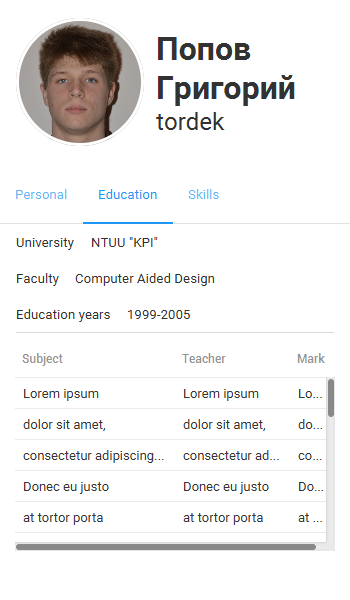 Попов
Григорий
tordek
Personal Education Skills
University NTUU "KPI"
Faculty Computer Aided Design
Education years 1999-2005
Subject Teacher Mark
Lorem ipsum Lorem ipsum Lo...
dolor sit amet, dolor sit amet, do...
consectetur adipiscing... consectetur ad... co...
Donec eu justo Donec eu justo Do...
at tortor porta at tortor porta at ...